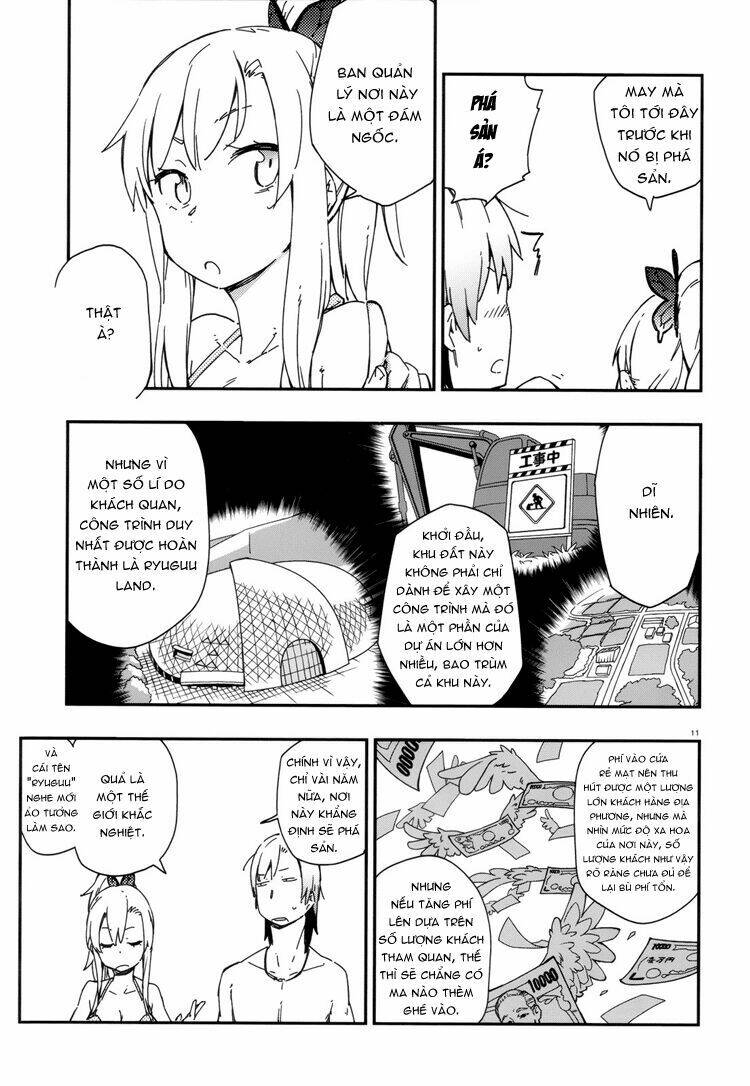 MAY MÀ
TÔI TỚI ĐÂY
TRƯỚC KHI
NÓ BỊ PHÁ
SẢN.
PHÁ
SẢN
Á?
BAN QUẢN
LÝ NƠI NÀY
LÀ MỘT ĐÁM
NGỐC.
THẬT
À?
DĨ
NHIÊN.
工事中
KHỞI ĐẦU,
KHU ĐẤT NÀY
KHÔNG PHẢI CHỈ
DÀNH ĐỂ XÂY MỘT
CÔNG TRÌNH MÀ ĐÓ
LÀ MỘT PHẦN CỦA
DỰ ÁN LỚN HƠN
NHIỀU, BAO TRÙM
CẢ KHU NÀY.
NHƯNG VÌ
MỘT SỐ LÍ DO
KHÁCH QUAN,
CÔNG TRÌNH DUY
NHẤT ĐƯỢC HOÀN
THÀNH LÀ RYUGUU
LAND.
11
PHÍ VÀO CỬA
RẺ MẠT NÊN THU
HÚT ĐƯỢC MỘT LƯỢNG
LỚN KHÁCH HÀNG ĐỊA
PHƯƠNG, NHƯNG MÀ
NHÌN MỨC ĐỘ XA HOA
CỦA NƠI NÀY, SỐ
LƯỢNG KHÁCH NHƯ VẬY
RÕ RÀNG CHƯA ĐỦ ĐỂ
LẠI BÙ PHÍ TỔN.
NHƯNG
NẾU TĂNG PHÍ
LÊN DỰA TRÊN
SỐ LƯỢNG KHÁCH
THAM QUAN, THẾ
THÌ SẼ CHẲNG CÓ
MA NÀO THÈM
GHÉ VÀO.
10000
壱万円
10000
CHÍNH VÌ VẬY,
CHỈ VÀI NĂM
NỮA, NƠI NÀY
KHẲNG ĐỊNH SẼ PHÁ
SẢN.
QUẢ LÀ
MỘT THẾ
GIỚI KHẮC
NGHIỆT.
VÀ
CÁI TÊN
"RYUGUU"
NGHE MỚI
ẢO TƯỞNG
LÀM SAO.